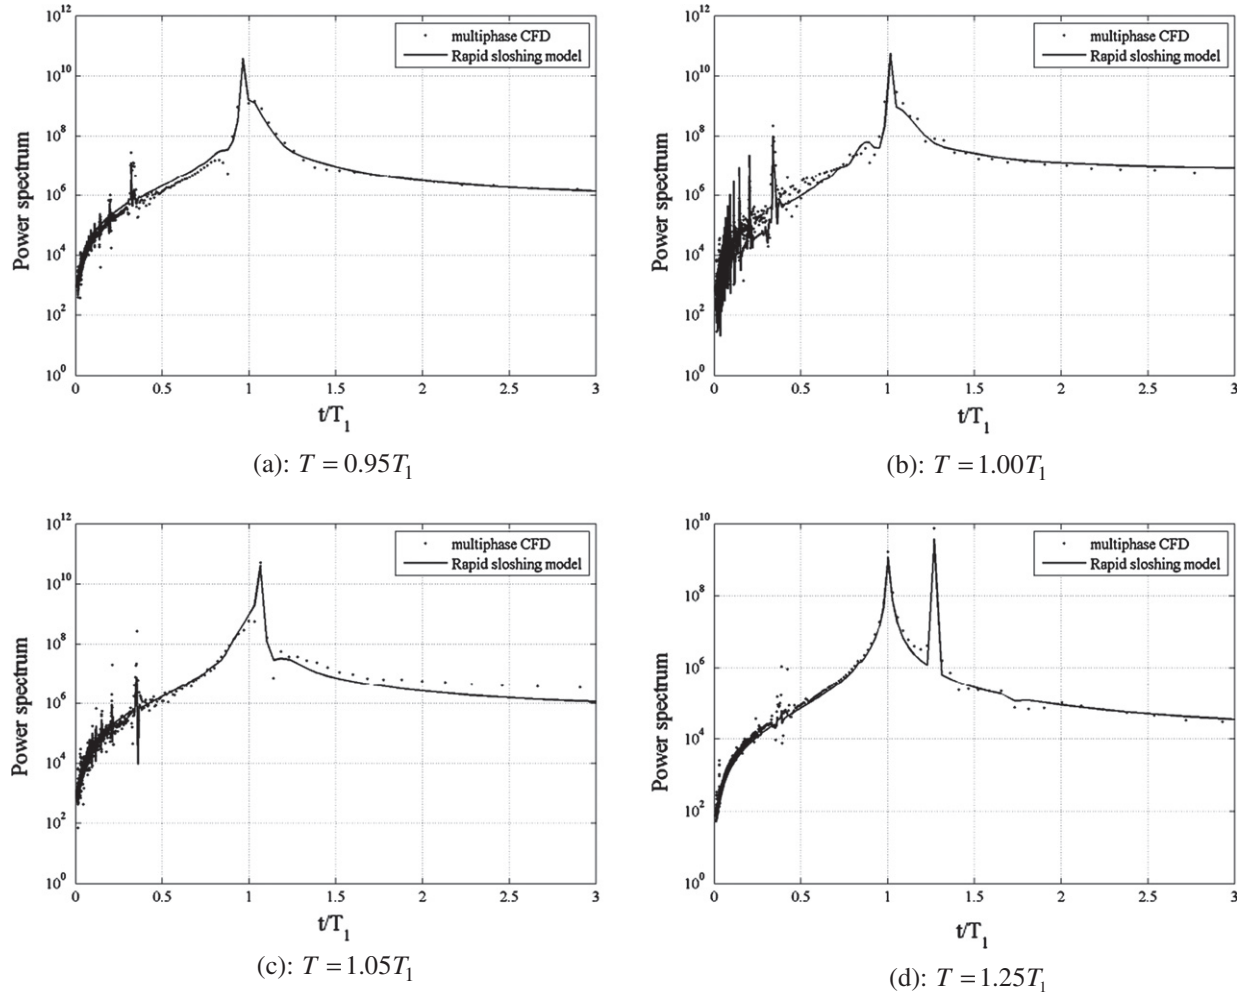 10^12
10^10
10^8
10^6
10^4
10^2
10^0
Power spectrum
multiphase CFD
Rapid sloshing model
0 0.5 1 1.5 2 2.5 3
t/T_1
(a): T = 0.95T_1
10^12
10^10
10^8
10^6
10^4
10^2
10^0
Power spectrum
multiphase CFD
Rapid sloshing model
0 0.5 1 1.5 2 2.5 3
t/T_1
(b): T = 1.00T_1
10^12
10^10
10^8
10^6
10^4
10^2
10^0
Power spectrum
multiphase CFD
Rapid sloshing model
0 0.5 1 1.5 2 2.5 3
t/T_1
(c): T = 1.05T_1
10^10
10^8
10^6
10^4
10^2
10^0
Power spectrum
multiphase CFD
Rapid sloshing model
0 0.5 1 1.5 2 2.5 3
t/T_1
(d): T = 1.25T_1